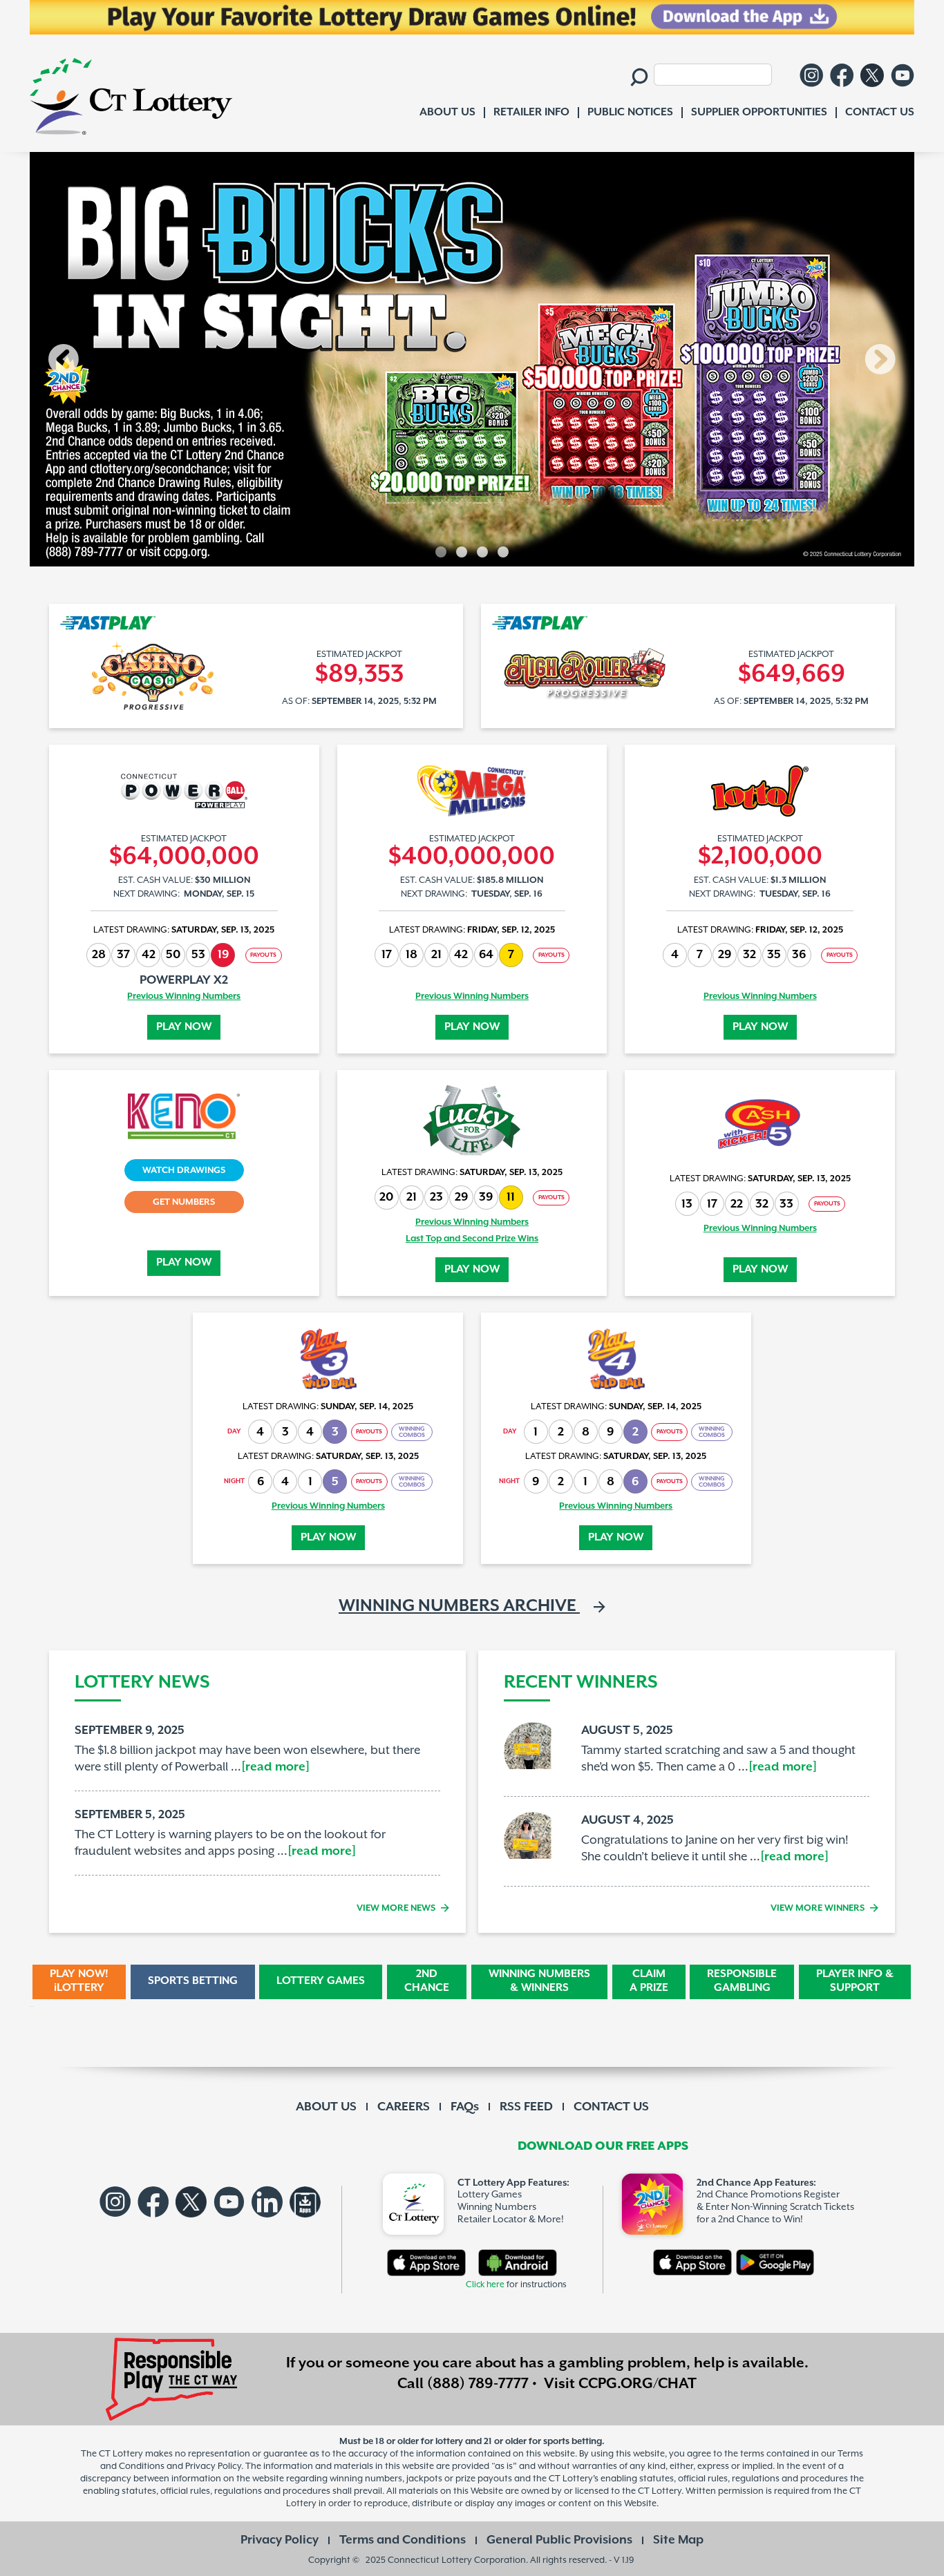 Play Your Favorite Lottery Draw Games Online! Download the App
CT Lottery
ABOUT US | RETAILER INFO | PUBLIC NOTICES | SUPPLIER OPPORTUNITIES | CONTACT US
BIG BUCKS
IN SIGHT.
2ND CHANCE
Overall odds by game: Big Bucks, 1 in 4.06;
Mega Bucks, 1 in 3.89; Jumbo Bucks, 1 in 3.65.
2nd Chance odds depend on entries received.
Entries accepted via the CT Lottery 2nd Chance
App and ctlottery.org/secondchance; visit for
complete 2nd Chance Drawing Rules, eligibility
requirements and drawing dates. Participants
must submit original non-winning ticket to claim
a prize. Purchasers must be 18 or older.
Help is available for problem gambling. Call
(888) 789-7777 or visit ccpg.org.
$2
BIG BUCKS
$20,000 TOP PRIZE!
$5
MEGA BUCKS
$50,000 TOP PRIZE!
WIN UP TO 18 TIMES!
$10
JUMBO BUCKS
$100,000 TOP PRIZE!
WIN UP TO 24 TIMES!
© 2025 Connecticut Lottery Corporation
FASTPLAY
CASINO CASH
PROGRESSIVE
ESTIMATED JACKPOT
$89,353
AS OF: SEPTEMBER 14, 2025, 5:32 PM
FASTPLAY
HIGH ROLLER
PROGRESSIVE
ESTIMATED JACKPOT
$649,669
AS OF: SEPTEMBER 14, 2025, 5:32 PM
CONNECTICUT
POWERBALL
POWERPLAY
ESTIMATED JACKPOT
$64,000,000
EST. CASH VALUE: $30 MILLION
NEXT DRAWING: MONDAY, SEP. 15
LATEST DRAWING: SATURDAY, SEP. 13, 2025
28 37 42 50 53 19 PAYOUTS
POWERPLAY X2
Previous Winning Numbers
PLAY NOW
CONNECTICUT
MEGA MILLIONS
ESTIMATED JACKPOT
$400,000,000
EST. CASH VALUE: $185.8 MILLION
NEXT DRAWING: TUESDAY, SEP. 16
LATEST DRAWING: FRIDAY, SEP. 12, 2025
17 18 21 42 64 7 PAYOUTS
Previous Winning Numbers
PLAY NOW
lotto!
ESTIMATED JACKPOT
$2,100,000
EST. CASH VALUE: $1.3 MILLION
NEXT DRAWING: TUESDAY, SEP. 16
LATEST DRAWING: FRIDAY, SEP. 12, 2025
4 7 29 32 35 36 PAYOUTS
Previous Winning Numbers
PLAY NOW
KENO
CT
WATCH DRAWINGS
GET NUMBERS
PLAY NOW
Lucky
FOR
LIFE
LATEST DRAWING: SATURDAY, SEP. 13, 2025
20 21 23 29 39 11 PAYOUTS
Previous Winning Numbers
Last Top and Second Prize Wins
PLAY NOW
CASH 5
with KICKER!
LATEST DRAWING: SATURDAY, SEP. 13, 2025
13 17 22 32 33 PAYOUTS
Previous Winning Numbers
PLAY NOW
Play 3
WILD BALL
LATEST DRAWING: SUNDAY, SEP. 14, 2025
DAY 4 3 4 3 PAYOUTS WINNING COMBOS
LATEST DRAWING: SATURDAY, SEP. 13, 2025
NIGHT 6 4 1 5 PAYOUTS WINNING COMBOS
Previous Winning Numbers
PLAY NOW
Play 4
WILD BALL
LATEST DRAWING: SUNDAY, SEP. 14, 2025
DAY 1 2 8 9 2 PAYOUTS WINNING COMBOS
LATEST DRAWING: SATURDAY, SEP. 13, 2025
NIGHT 9 2 1 8 6 PAYOUTS WINNING COMBOS
Previous Winning Numbers
PLAY NOW
WINNING NUMBERS ARCHIVE
LOTTERY NEWS
SEPTEMBER 9, 2025
The $1.8 billion jackpot may have been won elsewhere, but there
were still plenty of Powerball ...[read more]
SEPTEMBER 5, 2025
The CT Lottery is warning players to be on the lookout for
fraudulent websites and apps posing ...[read more]
VIEW MORE NEWS
RECENT WINNERS
AUGUST 5, 2025
Tammy started scratching and saw a 5 and thought
she'd won $5. Then came a 0 ...[read more]
AUGUST 4, 2025
Congratulations to Janine on her very first big win!
She couldn't believe it until she ...[read more]
VIEW MORE WINNERS
PLAY NOW! iLOTTERY
SPORTS BETTING
LOTTERY GAMES
2ND CHANCE
WINNING NUMBERS & WINNERS
CLAIM A PRIZE
RESPONSIBLE GAMBLING
PLAYER INFO & SUPPORT
ABOUT US | CAREERS | FAQs | RSS FEED | CONTACT US
DOWNLOAD OUR FREE APPS
Apps
CT Lottery
CT Lottery App Features:
Lottery Games
Winning Numbers
Retailer Locator & More!
Download on the App Store
Download for Android
Click here for instructions
2ND CHANCE
CT Lottery
2nd Chance App Features:
2nd Chance Promotions Register
& Enter Non-Winning Scratch Tickets
for a 2nd Chance to Win!
Download on the App Store
GET IT ON Google Play
Responsible
Play THE CT WAY
If you or someone you care about has a gambling problem, help is available.
Call (888) 789-7777 • Visit CCPG.ORG/CHAT
Must be 18 or older for lottery and 21 or older for sports betting.
The CT Lottery makes no representation or guarantee as to the accuracy of the information contained on this website. By using this website, you agree to the terms contained in our Terms
and Conditions and Privacy Policy. The information and materials in this website are provided "as is" and without warranties of any kind, either, express or implied. In the event of a
discrepancy between information on the website regarding winning numbers, jackpots or prize payouts and the CT Lottery's enabling statutes, official rules, regulations and procedures the
enabling statutes, official rules, regulations and procedures shall prevail. All materials on this Website are owned by or licensed to the CT Lottery. Written permission is required from the CT
Lottery in order to reproduce, distribute or display any images or content on this Website.
Privacy Policy | Terms and Conditions | General Public Provisions | Site Map
Copyright © 2025 Connecticut Lottery Corporation. All rights reserved. - V 1.19